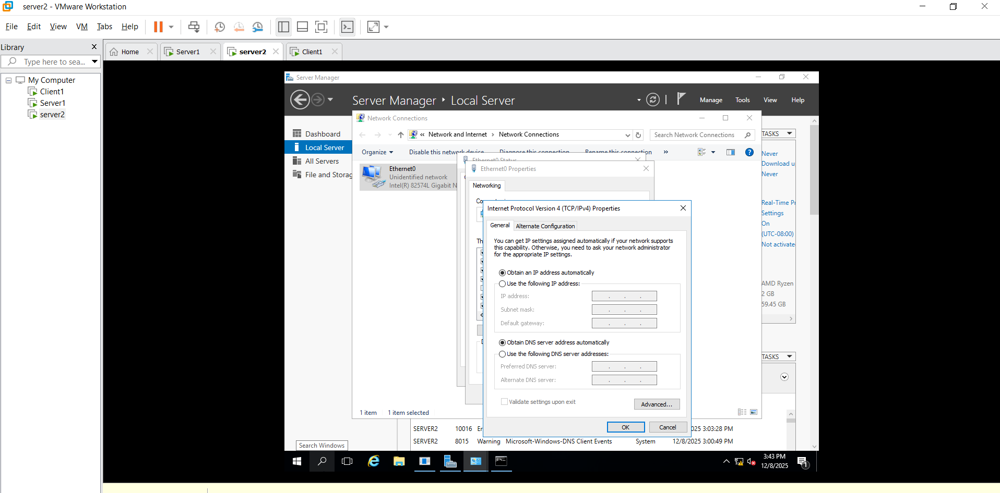 server2 - VMware Workstation
File Edit View VM Tabs Help
Library
Type here to sea...
Home
Server1
server2
Client1
My Computer
Client1
Server1
server2
Server Manager
Server Manager Local Server
Manage Tools View Help
Dashboard
Local Server
All Servers
File and Storag
Network Connections
« Network and Internet › Network Connections
Search Network Connections
Organize Disable this network device Diagnose this connection Rename this connection »
Ethernet0
Unidentified network
Intel(R) 82574L Gigabit N
Ethernet0 Status
Ethernet0 Properties
Networking
Internet Protocol Version 4 (TCP/IPv4) Properties
General Alternate Configuration
You can get IP settings assigned automatically if your network supports
this capability. Otherwise, you need to ask your network administrator
for the appropriate IP settings.
Obtain an IP address automatically
Use the following IP address:
IP address:
Subnet mask:
Default gateway:
Obtain DNS server address automatically
Use the following DNS server addresses:
Preferred DNS server:
Alternate DNS server:
Validate settings upon exit
Advanced...
OK Cancel
TASKS
Never
Download u
Never
Real-Time Pr
Settings
On
(UTC-08:00)
Not activate
AMD Ryzen
2 GB
59.45 GB
TASKS
1 item 1 item selected
SERVER2 10016 Er 025 3:03:28 PM
SERVER2 8015 Warning Microsoft-Windows-DNS Client Events System 12/8/2025 3:00:49 PM
Search Windows
3:43 PM
12/8/2025
1